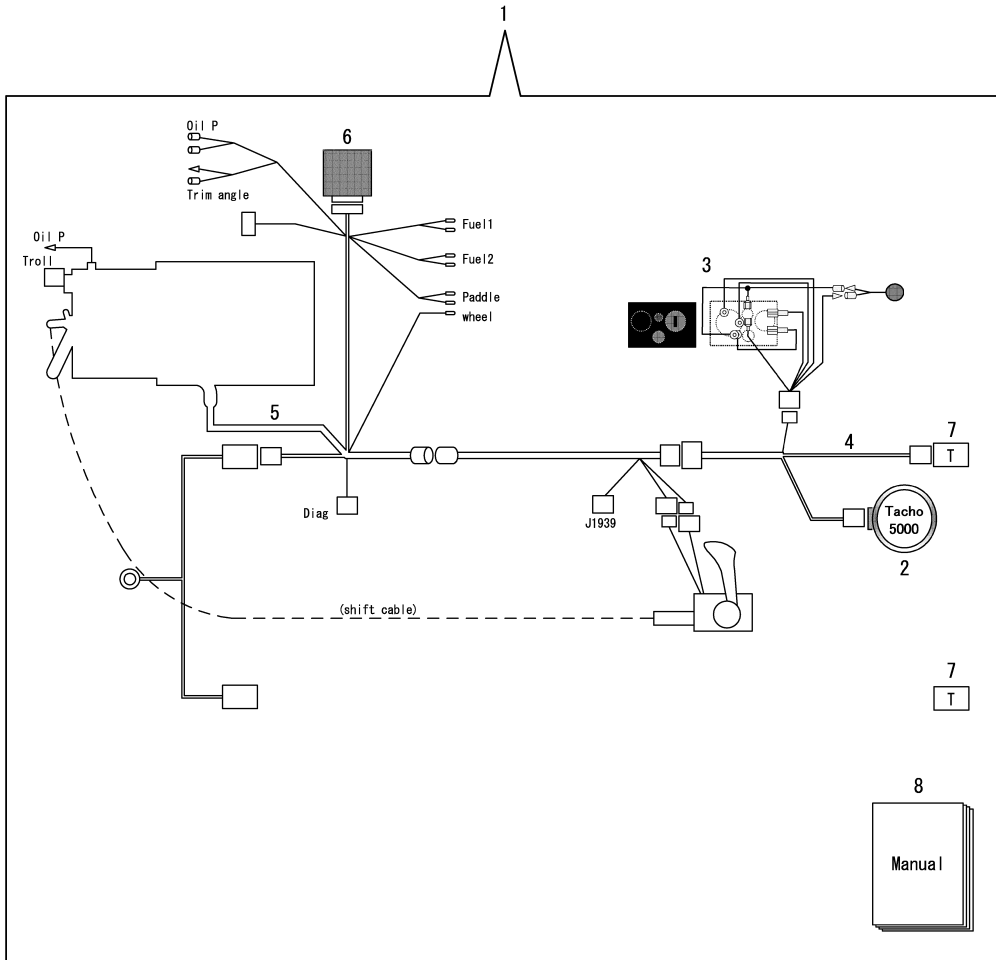 1
Oil P
6
Trim angle
Fuel1
Oil P
Troll
Fuel2
3
Paddle
wheel
5
4
7
T
Diag
J1939
Tacho
5000
2
(shift cable)
7
T
8
Manual